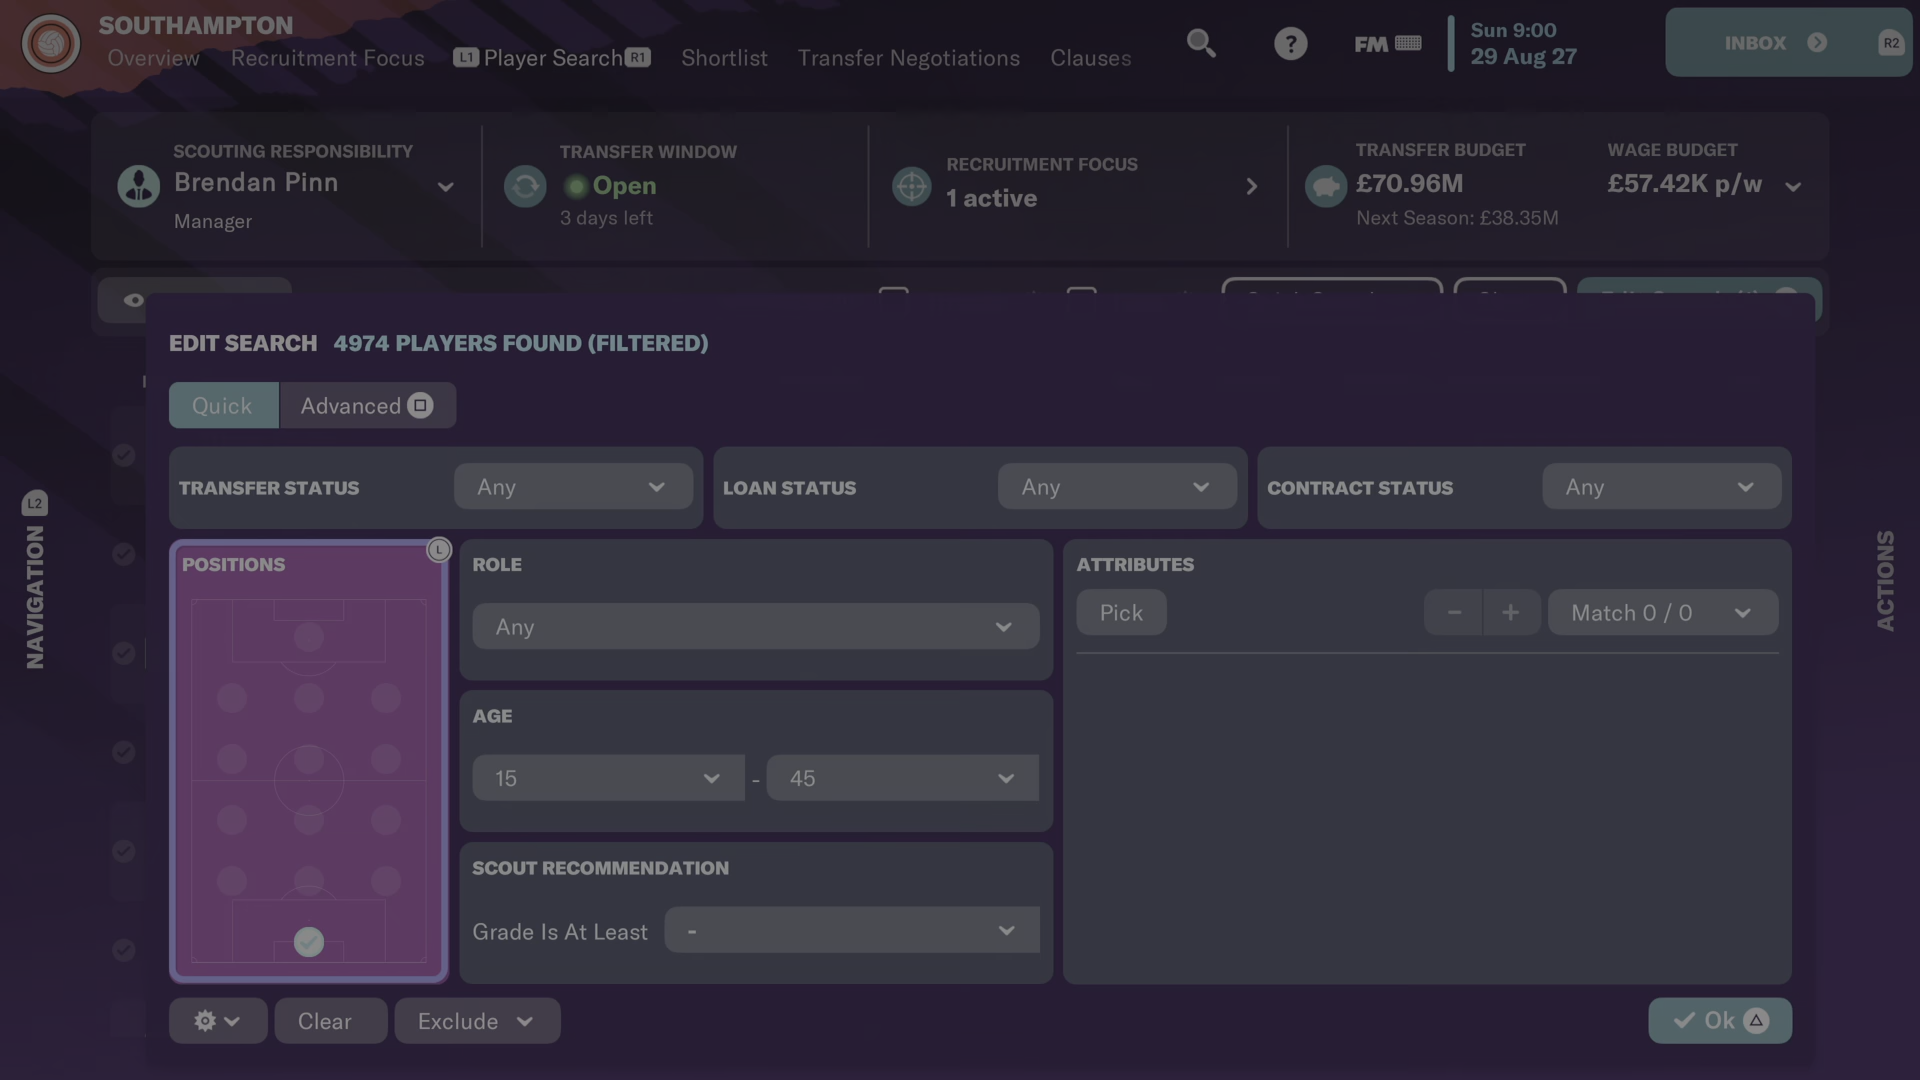 SOUTHAMPTON
Overview
Recruitment Focus
L1 Player Search R1
Shortlist
Transfer Negotiations
Clauses
?
FM
Sun 9:00
29 Aug 27
INBOX
R2
SCOUTING RESPONSIBILITY
Brendan Pinn
Manager
TRANSFER WINDOW
Open
3 days left
RECRUITMENT FOCUS
1 active
TRANSFER BUDGET
£70.96M
Next Season: £38.35M
WAGE BUDGET
£57.42K p/w
EDIT SEARCH 4974 PLAYERS FOUND (FILTERED)
Quick
Advanced
TRANSFER STATUS
Any
LOAN STATUS
Any
CONTRACT STATUS
Any
L2
NAVIGATION
ACTIONS
POSITIONS
L
ROLE
Any
AGE
15 - 45
SCOUT RECOMMENDATION
Grade Is At Least -
ATTRIBUTES
Pick
- +
Match 0 / 0
Clear
Exclude
Ok